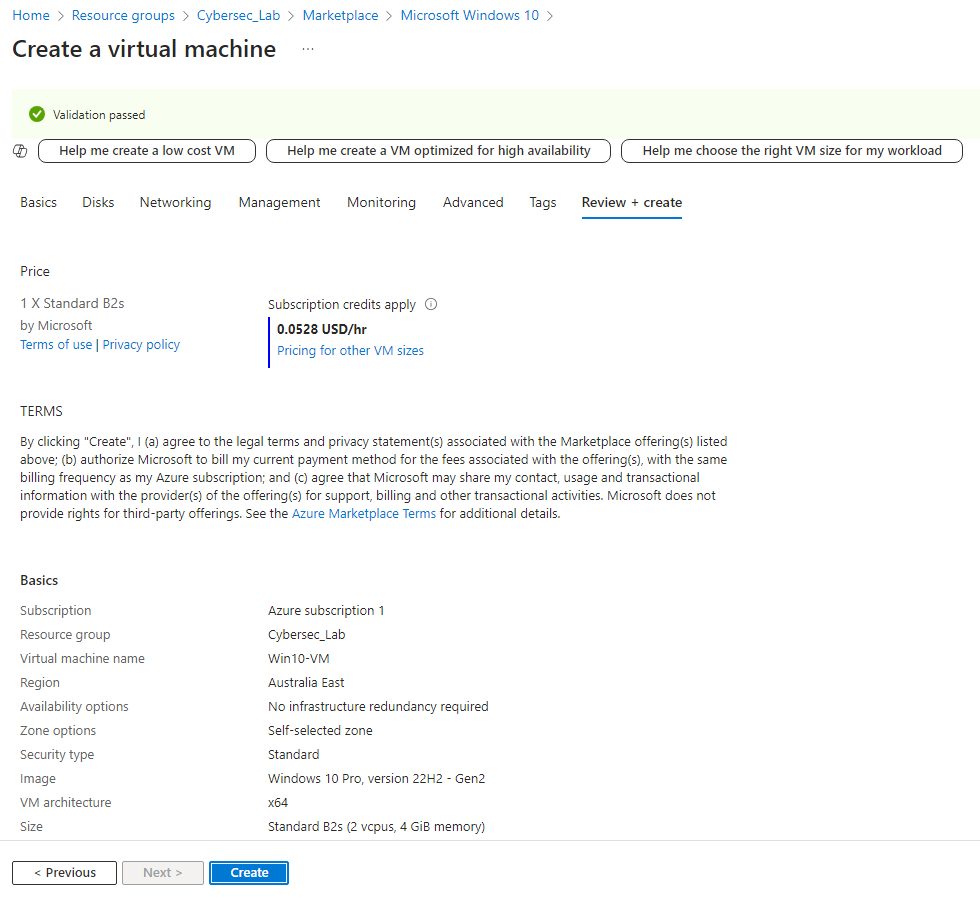 Home > Resource groups > Cybersec_Lab > Marketplace > Microsoft Windows 10 >
Create a virtual machine ...
Validation passed
Help me create a low cost VM Help me create a VM optimized for high availability Help me choose the right VM size for my workload
Basics Disks Networking Management Monitoring Advanced Tags Review + create
Price
1 X Standard B2s Subscription credits apply
by Microsoft 0.0528 USD/hr
Terms of use | Privacy policy Pricing for other VM sizes
TERMS
By clicking "Create", I (a) agree to the legal terms and privacy statement(s) associated with the Marketplace offering(s) listed
above; (b) authorize Microsoft to bill my current payment method for the fees associated with the offering(s), with the same
billing frequency as my Azure subscription; and (c) agree that Microsoft may share my contact, usage and transactional
information with the provider(s) of the offering(s) for support, billing and other transactional activities. Microsoft does not
provide rights for third-party offerings. See the Azure Marketplace Terms for additional details.
Basics
Subscription Azure subscription 1
Resource group Cybersec_Lab
Virtual machine name Win10-VM
Region Australia East
Availability options No infrastructure redundancy required
Zone options Self-selected zone
Security type Standard
Image Windows 10 Pro, version 22H2 - Gen2
VM architecture x64
Size Standard B2s (2 vcpus, 4 GiB memory)
< Previous Next > Create